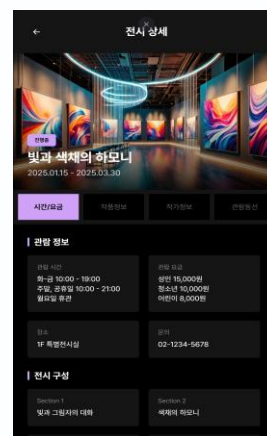 전시 상세
진행중
빛과 색채의 하모니
2025.01.15 - 2025.03.30
시간/요금 작품정보 작가정보 관람동선
관람 정보
관람 시간
화-금 10:00 - 19:00
주말, 공휴일 10:00 - 21:00
월요일 휴관
관람 요금
성인 15,000원
청소년 10,000원
어린이 8,000원
장소
1F 특별전시실
문의
02-1234-5678
전시 구성
Section 1
빛과 그림자의 대화
Section 2
색채의 하모니